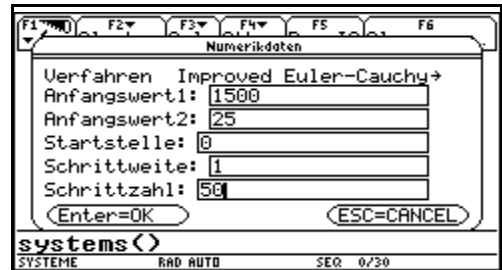 F1 F2▾ F3▾ F4▾ F5 F6
Numerikdaten
Verfahren Improved Euler-Cauchy→
Anfangswert1: 1500
Anfangswert2: 25
Startstelle: 0
Schrittweite: 1
Schrittzahl: 50
Enter=OK ESC=CANCEL
systems()
SYSTEME RAD AUTO SEQ 0/30